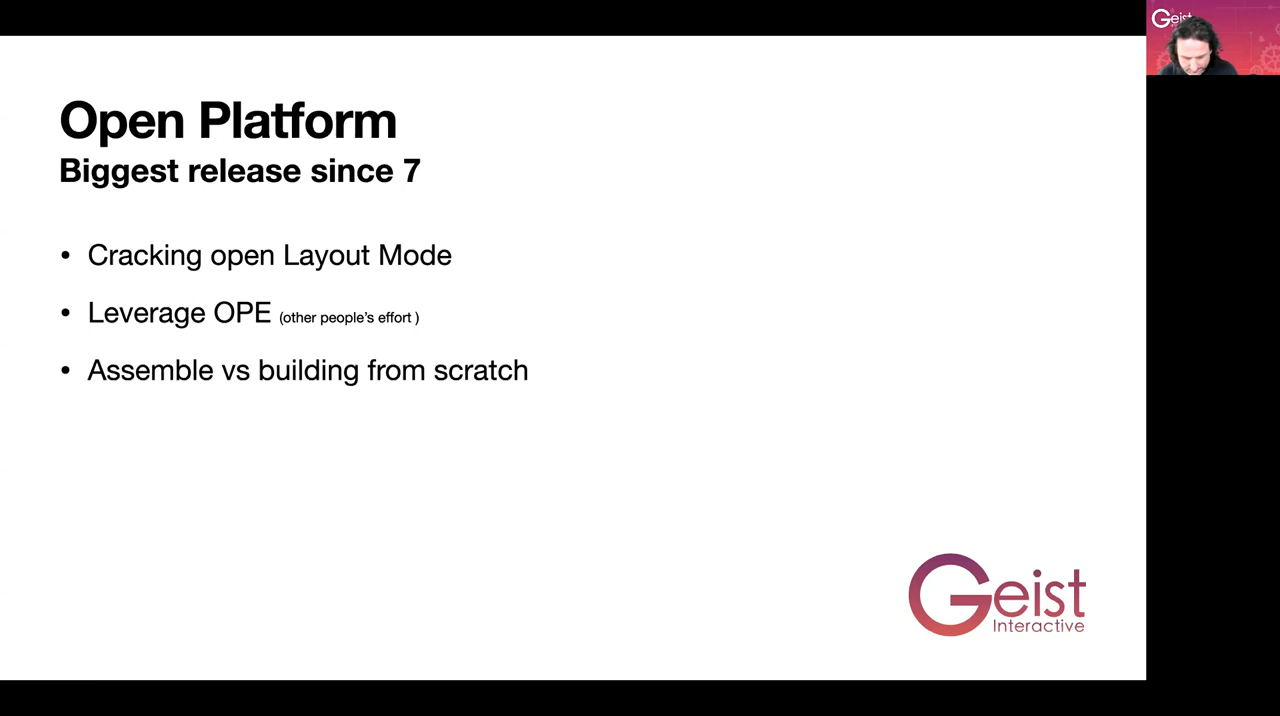 Open Platform
Biggest release since 7
• Cracking open Layout Mode
• Leverage OPE (other people's effort )
• Assemble vs building from scratch
Geist
Interactive
Geist